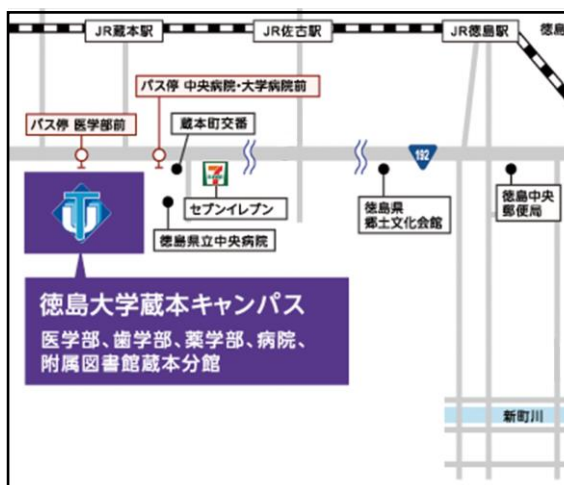 JR蔵本駅
JR佐古駅
JR徳島駅
徳島
バス停 中央病院・大学病院前
バス停 医学部前
蔵本町交番
192
7
セブンイレブン
徳島県立中央病院
徳島県
郷土文化会館
徳島中央
郵便局
徳島大学蔵本キャンパス
医学部、歯学部、薬学部、病院、
附属図書館蔵本分館
新町川